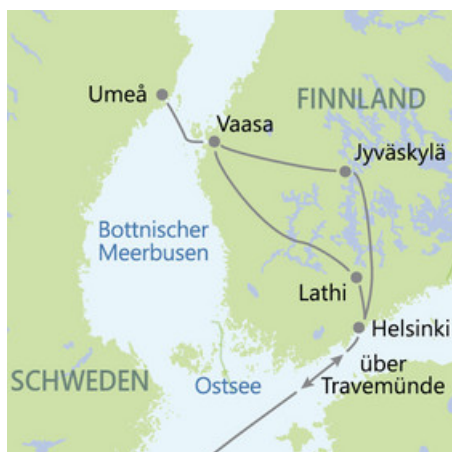 Umeå
FINNLAND
Vaasa
Jyväskylä
Bottnischer
Meerbusen
Lathi
Helsinki
SCHWEDEN
Ostsee
über
Travemünde